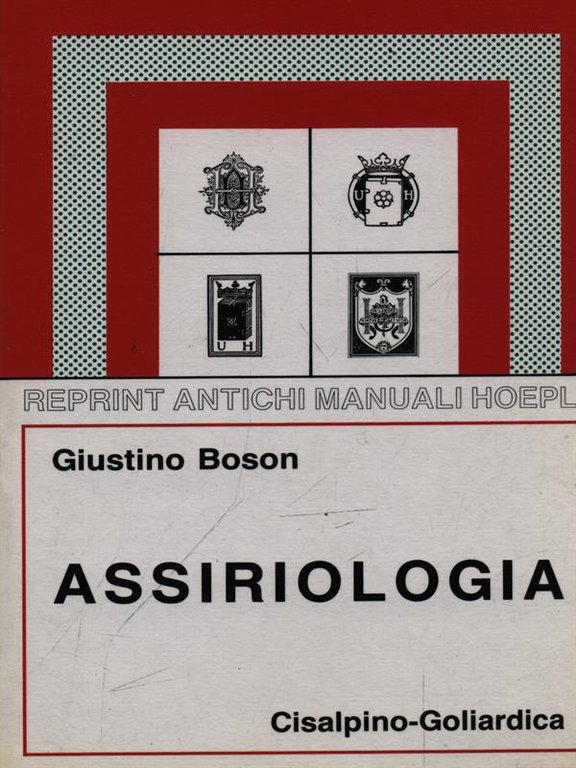 U H
U H
REPRINT ANTICHI MANUALI HOEPL
Giustino Boson
ASSIRIOLOGIA
Cisalpino-Goliardica